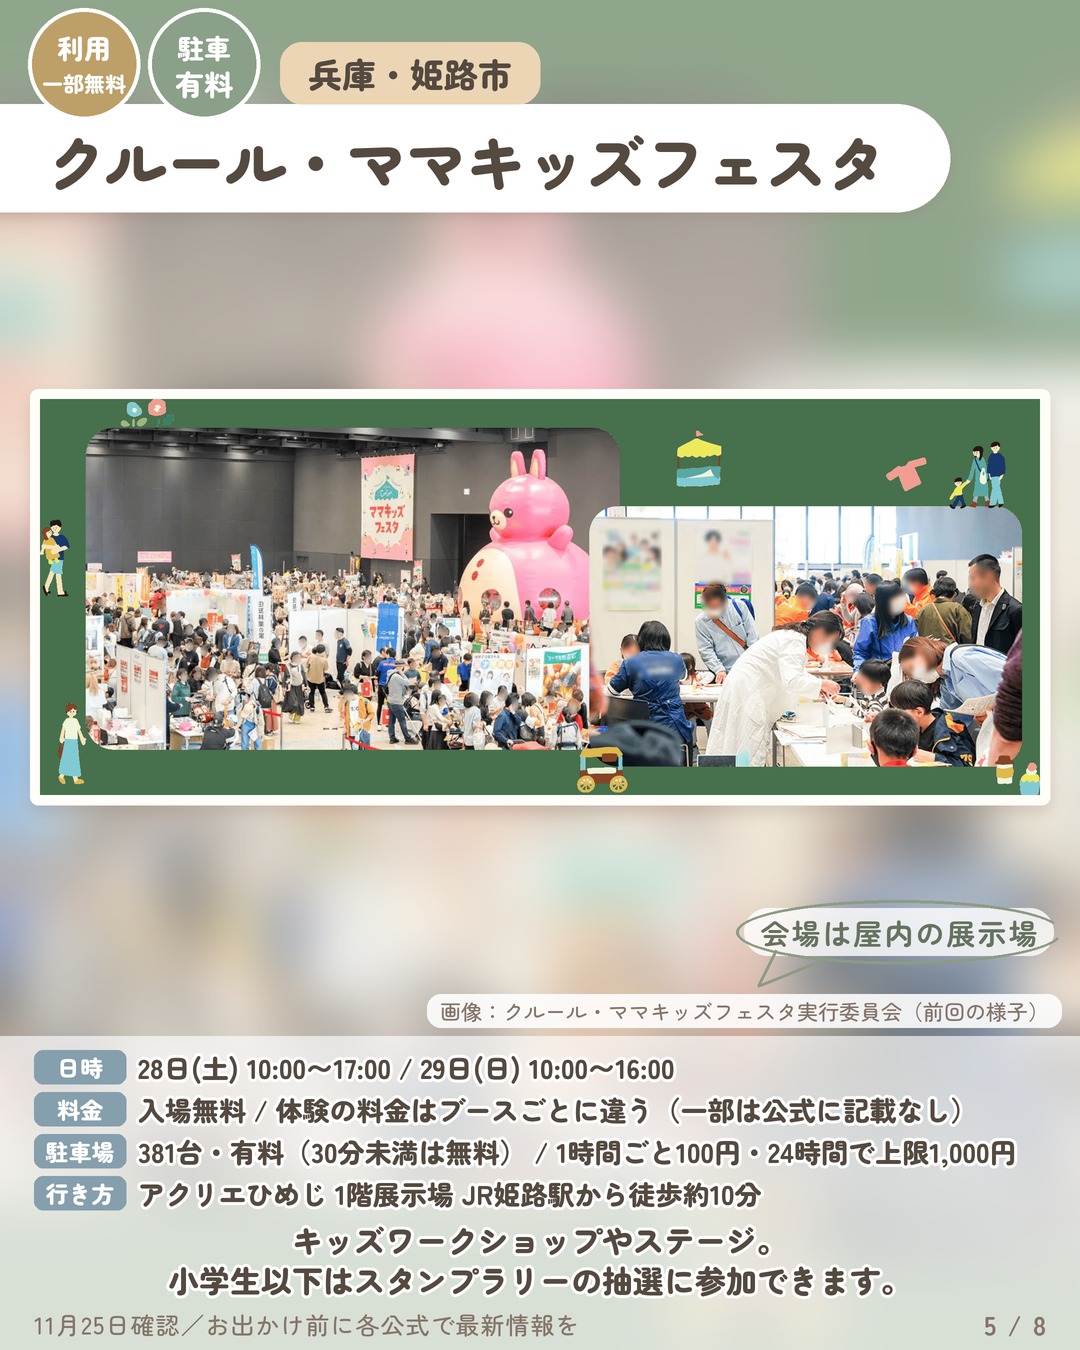 利用
一部無料
駐車
有料
兵庫・姫路市
クルール・ママキッズフェスタ
ママキッズ
フェスタ
会場は屋内の展示場
画像：クルール・ママキッズフェスタ実行委員会（前回の様子）
日時 28日(土) 10:00〜17:00 / 29日(日) 10:00〜16:00
料金 入場無料 / 体験の料金はブースごとに違う（一部は公式に記載なし）
駐車場 381台・有料（30分未満は無料） / 1時間ごと100円・24時間で上限1,000円
行き方 アクリエひめじ 1階展示場 JR姫路駅から徒歩約10分
キッズワークショップやステージ。
小学生以下はスタンプラリーの抽選に参加できます。
11月25日確認／お出かけ前に各公式で最新情報を
5 / 8